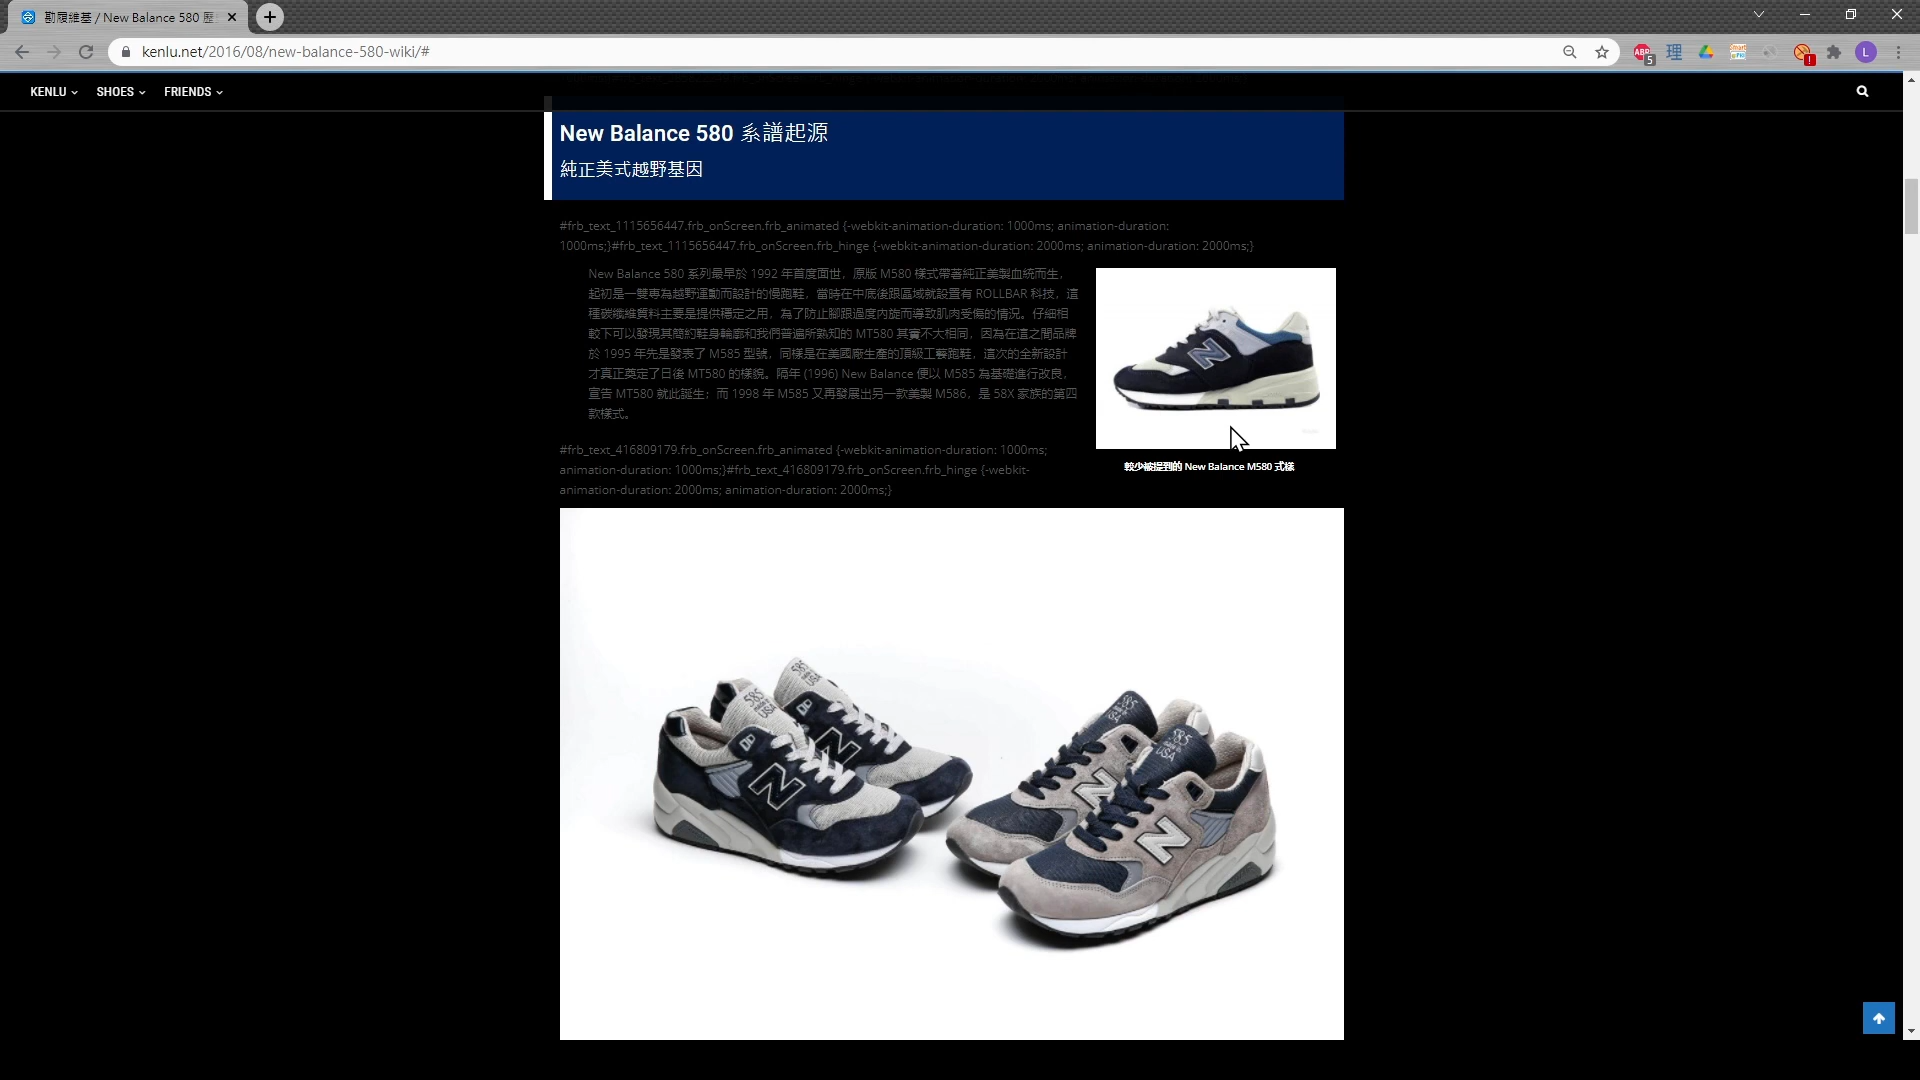 勘履維基 / New Balance 580 歷
kenlu.net/2016/08/new-balance-580-wiki/#
ABP
5
理
L
KENLU
SHOES
FRIENDS
New Balance 580 系譜起源
純正美式越野基因
#frb_text_1115656447.frb_onScreen.frb_animated {-webkit-animation-duration: 1000ms; animation-duration:
1000ms;}#frb_text_1115656447.frb_onScreen.frb_hinge {-webkit-animation-duration: 2000ms; animation-duration: 2000ms;}
New Balance 580 系列最早於 1992 年首度面世，原版 M580 樣式帶著純正美製血統而生，
起初是一雙專為越野運動而設計的慢跑鞋，當時在中底後跟區域就設置有 ROLLBAR 科技，這
種碳纖維質料主要是提供穩定之用，為了防止腳跟過度內旋而導致肌肉受傷的情況。仔細相
較下可以發現其簡約鞋身輪廓和我們普遍所熟知的 MT580 其實不大相同，因為在這之間品牌
於 1995 年先是發表了 M585 型號，同樣是在美國廠生產的頂級工藝跑鞋，這次的全新設計
才真正奠定了日後 MT580 的樣貌。隔年 (1996) New Balance 便以 M585 為基礎進行改良，
宣告 MT580 就此誕生；而 1998 年 M585 又再發展出另一款美製 M586，是 58X 家族的第四
款樣式。
較少被提到的 New Balance M580 式樣
#frb_text_416809179.frb_onScreen.frb_animated {-webkit-animation-duration: 1000ms;
animation-duration: 1000ms;}#frb_text_416809179.frb_onScreen.frb_hinge {-webkit-
animation-duration: 2000ms; animation-duration: 2000ms;}
585
USA
585
USA
585
585
USA